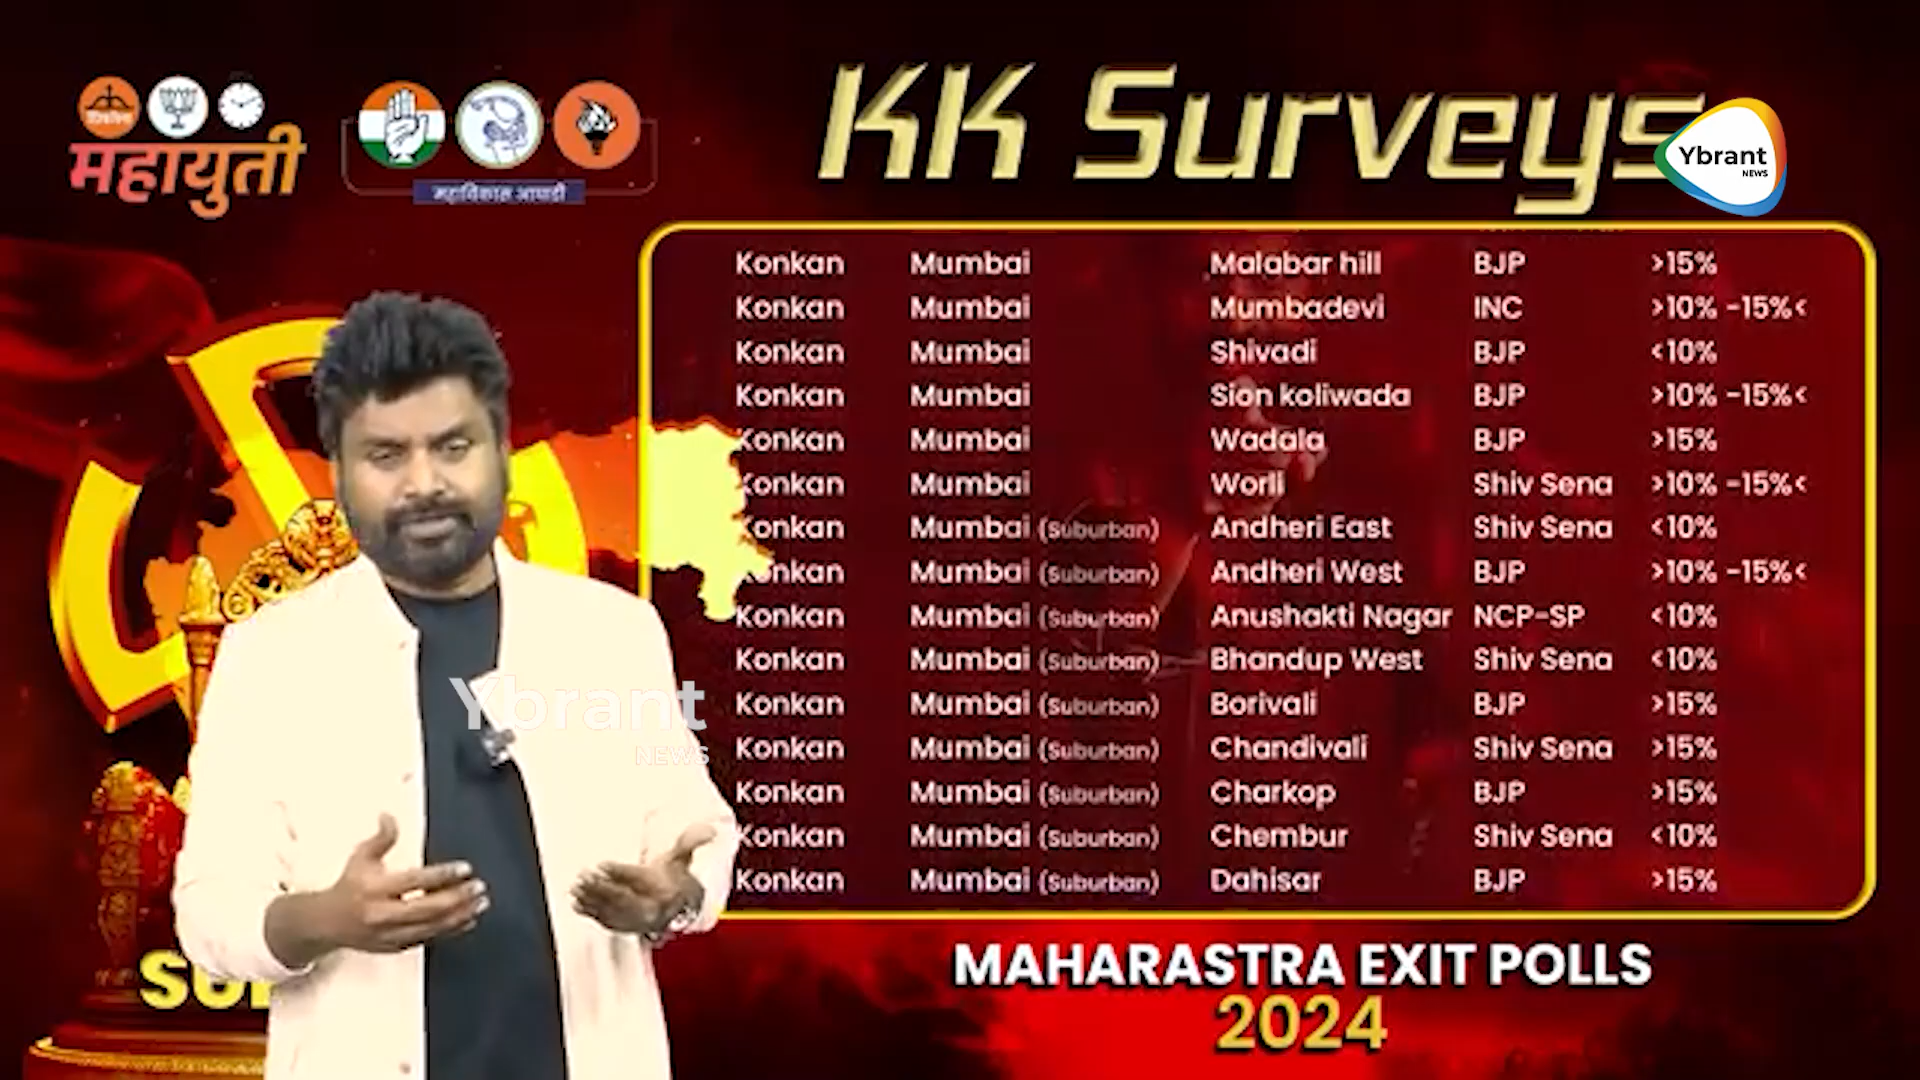 महायुती
महाविकास आघाडी
KK Surveys
Ybrant
NEWS
Konkan Mumbai Malabar hill BJP >15%
Konkan Mumbai Mumbadevi INC >10% -15%<
Konkan Mumbai Shivadi BJP <10%
Konkan Mumbai Sion koliwada BJP >10% -15%<
Konkan Mumbai Wadala BJP >15%
Konkan Mumbai Worli Shiv Sena >10% -15%<
Konkan Mumbai (Suburban) Andheri East Shiv Sena <10%
Konkan Mumbai (Suburban) Andheri West BJP >10% -15%<
Konkan Mumbai (Suburban) Anushakti Nagar NCP-SP <10%
Konkan Mumbai (Suburban) Bhandup West Shiv Sena <10%
Konkan Mumbai (Suburban) Borivali BJP >15%
Konkan Mumbai (Suburban) Chandivali Shiv Sena >15%
Konkan Mumbai (Suburban) Charkop BJP >15%
Konkan Mumbai (Suburban) Chembur Shiv Sena <10%
Konkan Mumbai (Suburban) Dahisar BJP >15%
Ybrant
NEWS
MAHARASTRA EXIT POLLS
2024